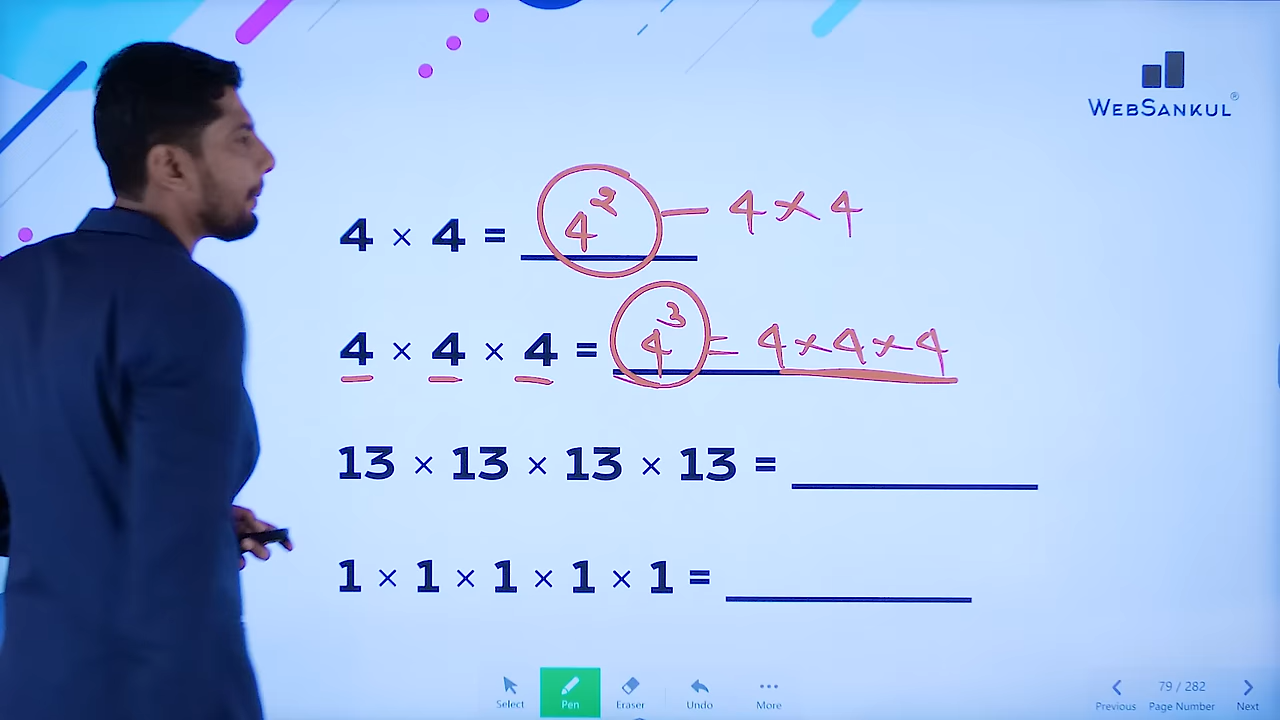 WEBSANKUL®
4 × 4 = 4² – 4 × 4
4 × 4 × 4 = 4³ = 4 × 4 × 4
13 × 13 × 13 × 13 = ________
1 × 1 × 1 × 1 × 1 = ________
Select Pen Eraser Undo More
79 / 282
Previous Page Number Next